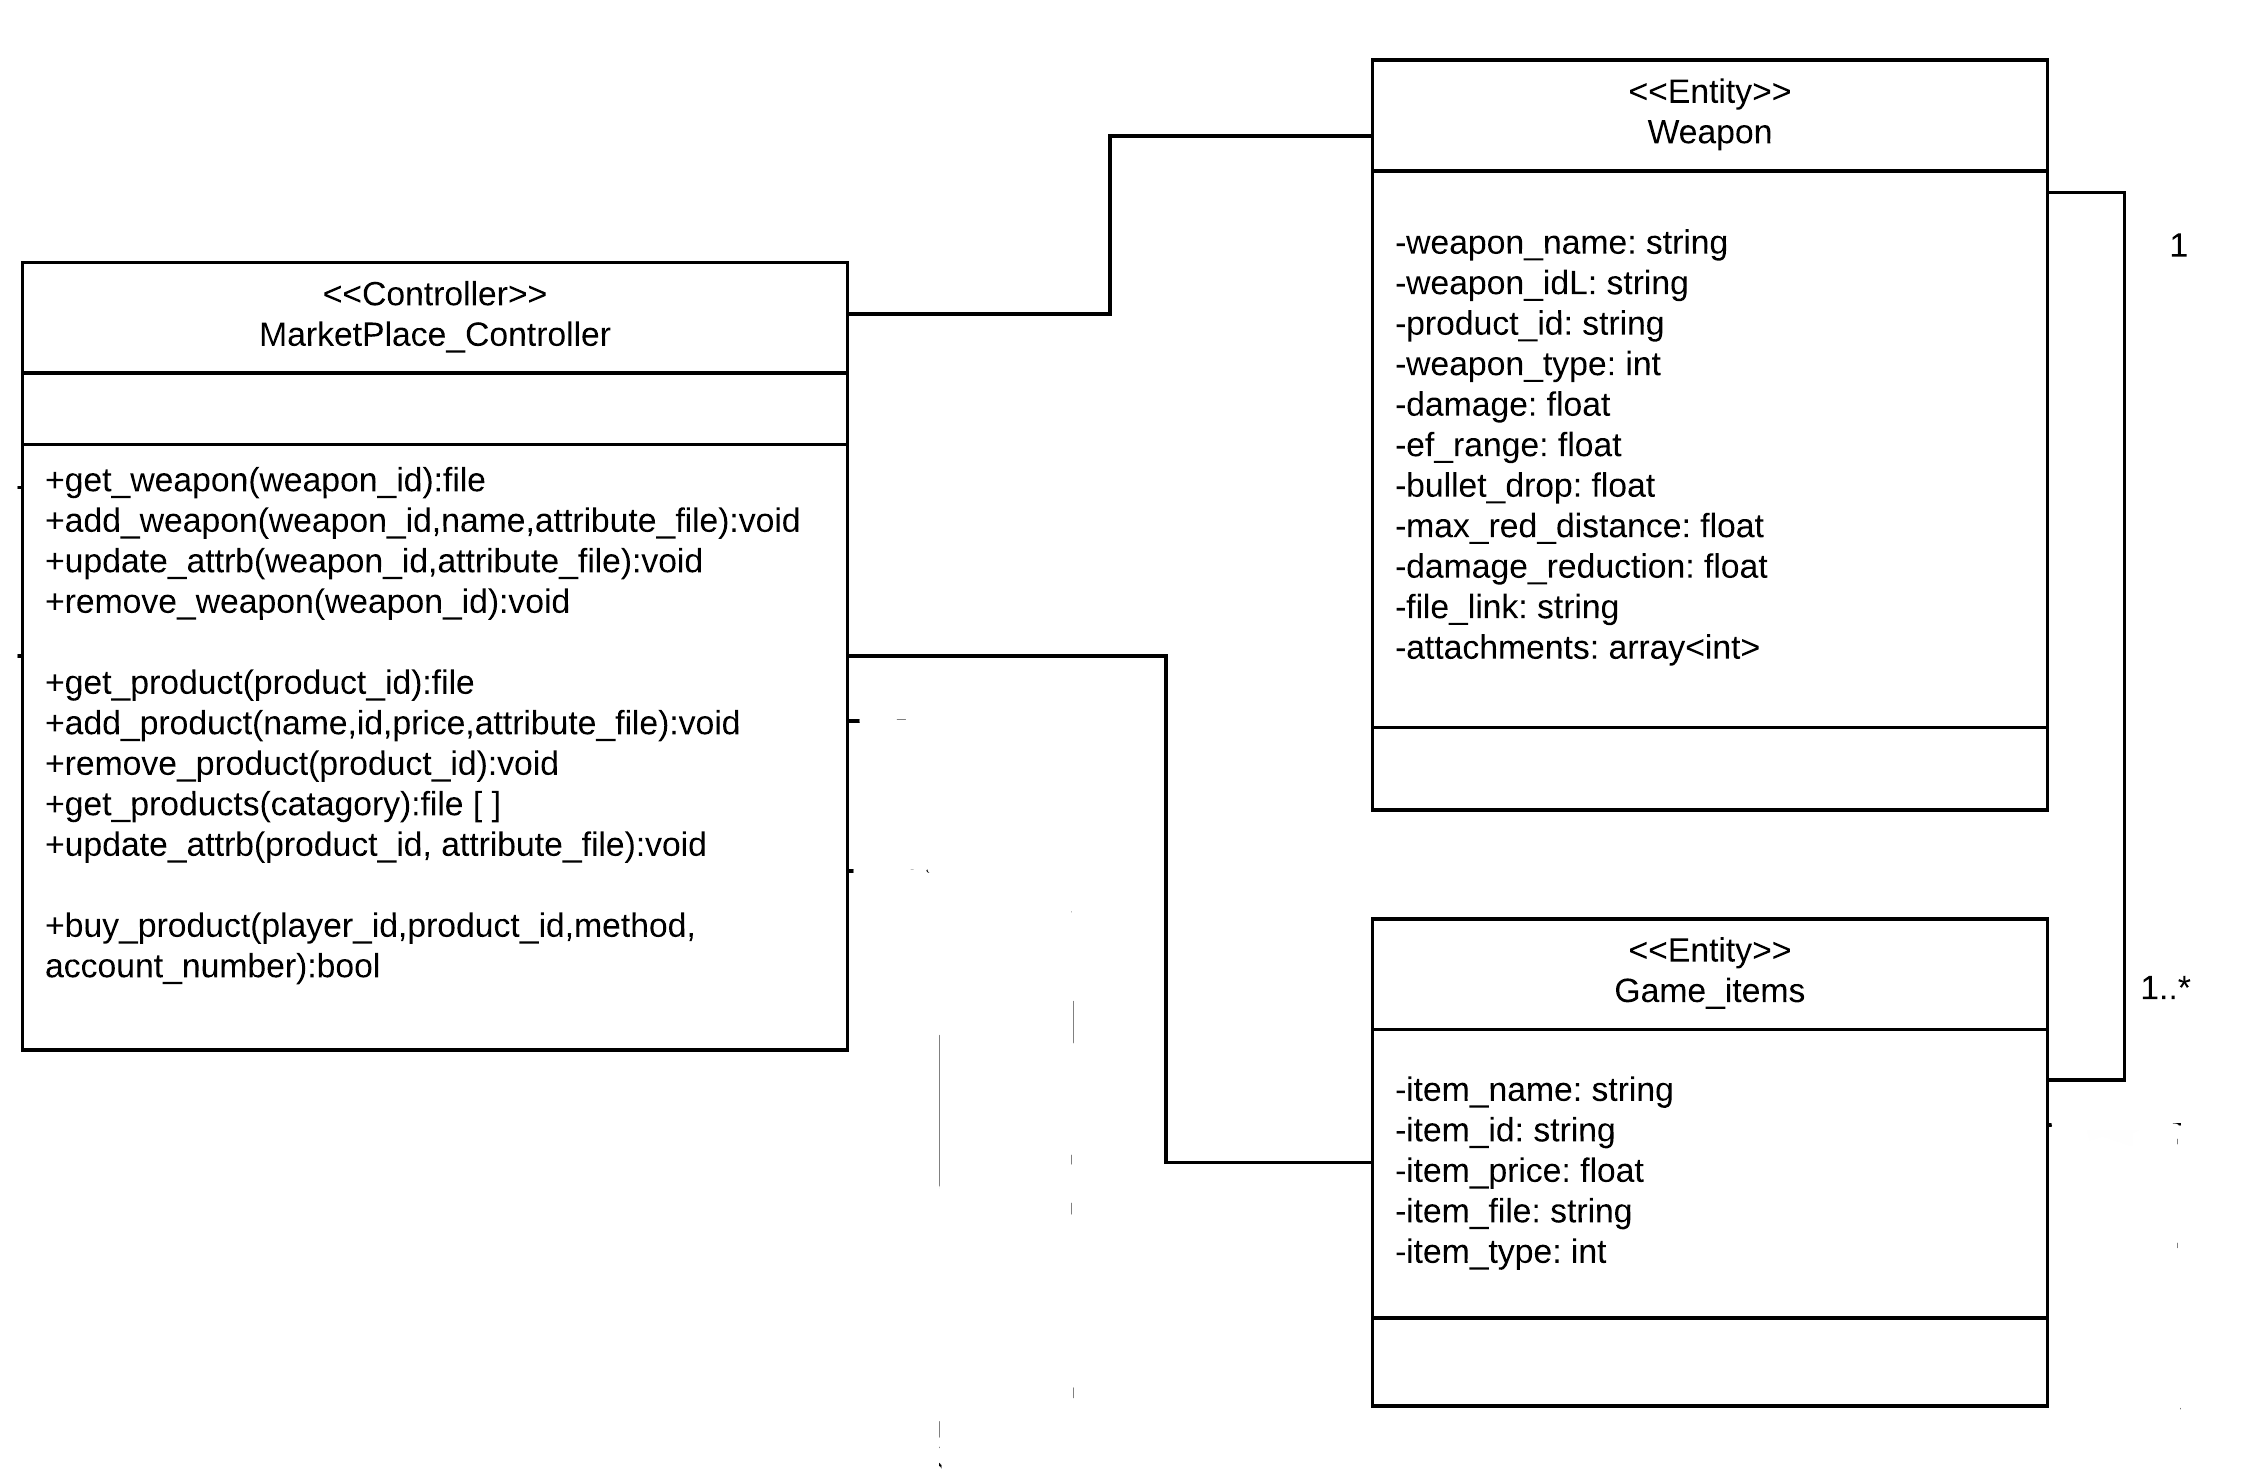 <<Controller>>
MarketPlace_Controller
+get_weapon(weapon_id):file
+add_weapon(weapon_id,name,attribute_file):void
+update_attrb(weapon_id,attribute_file):void
+remove_weapon(weapon_id):void
+get_product(product_id):file
+add_product(name,id,price,attribute_file):void
+remove_product(product_id):void
+get_products(catagory):file [ ]
+update_attrb(product_id, attribute_file):void
+buy_product(player_id,product_id,method,
account_number):bool
<<Entity>>
Weapon
-weapon_name: string
-weapon_idL: string
-product_id: string
-weapon_type: int
-damage: float
-ef_range: float
-bullet_drop: float
-max_red_distance: float
-damage_reduction: float
-file_link: string
-attachments: array<int>
1
1..*
<<Entity>>
Game_items
-item_name: string
-item_id: string
-item_price: float
-item_file: string
-item_type: int